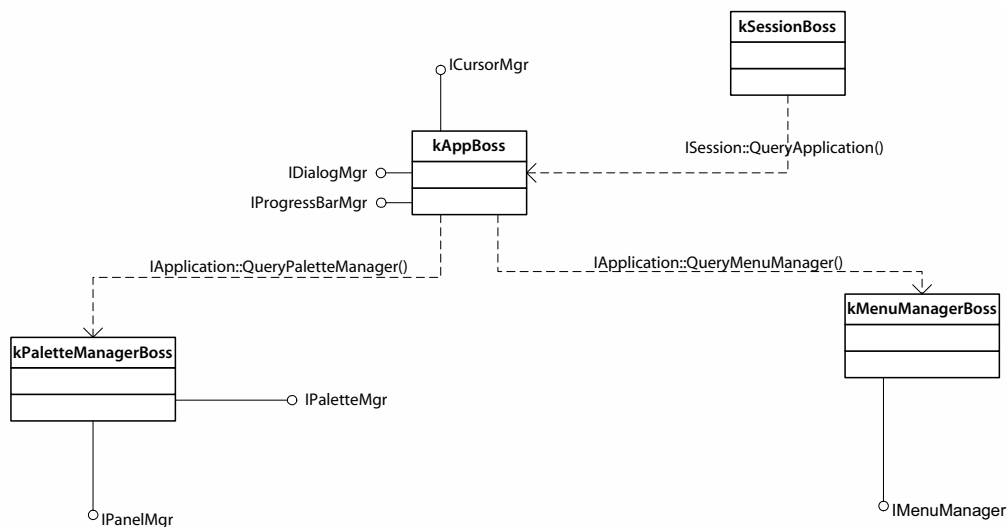 kSessionBoss
ICursorMgr
kAppBoss
ISession::QueryApplication()
IDialogMgr
IProgressBarMgr
IApplication::QueryPaletteManager()
IApplication::QueryMenuManager()
kMenuManagerBoss
kPaletteManagerBoss
IPaletteMgr
IPanelMgr
IMenuManager